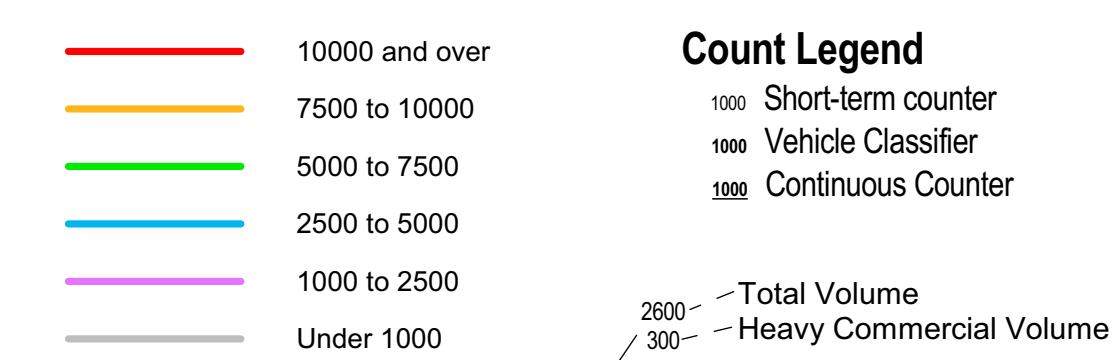 10000 and over
7500 to 10000
5000 to 7500
2500 to 5000
1000 to 2500
Under 1000
Count Legend
1000 Short-term counter
1000 Vehicle Classifier
1000 Continuous Counter
2600 Total Volume
300 Heavy Commercial Volume